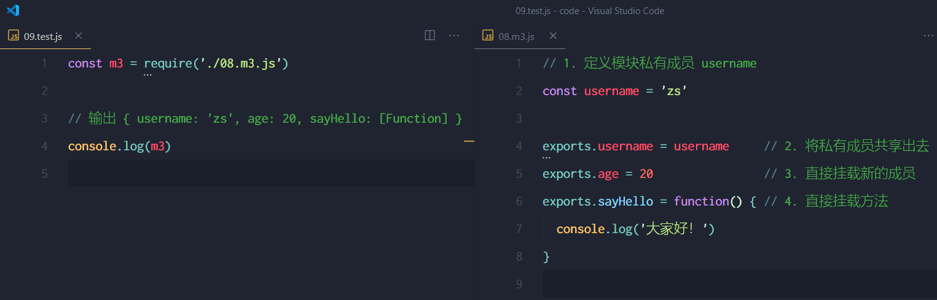 09.test.js - code - Visual Studio Code
JS 09.test.js ×
1 const m3 = require('./08.m3.js')
2
3 // 输出 { username: 'zs', age: 20, sayHello: [Function] }
4 console.log(m3)
5
JS 08.m3.js ×
1 // 1. 定义模块私有成员 username
2 const username = 'zs'
3
4 exports.username = username // 2. 将私有成员共享出去
5 exports.age = 20 // 3. 直接挂载新的成员
6 exports.sayHello = function() { // 4. 直接挂载方法
7 console.log('大家好! ')
8 }
9